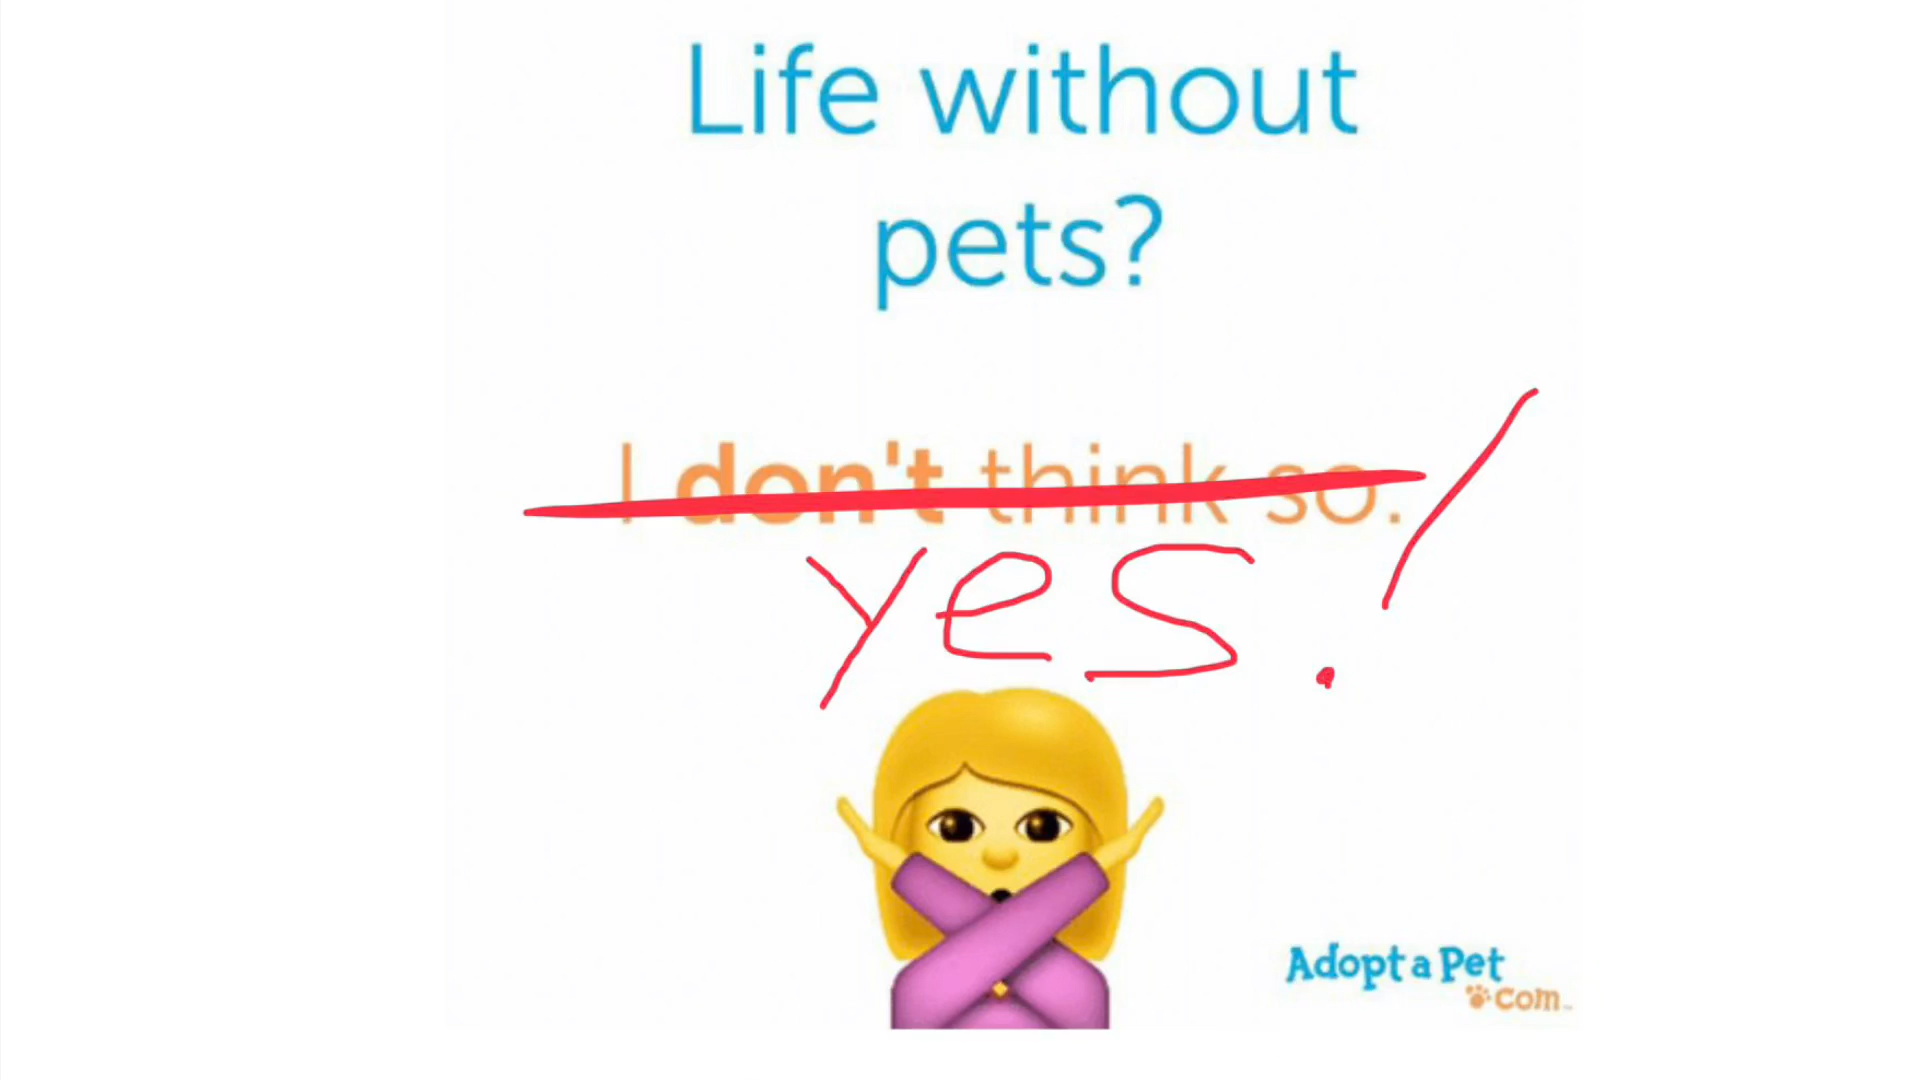 Life without
pets?
I don't think so.
yes!
Adopt a Pet
.com